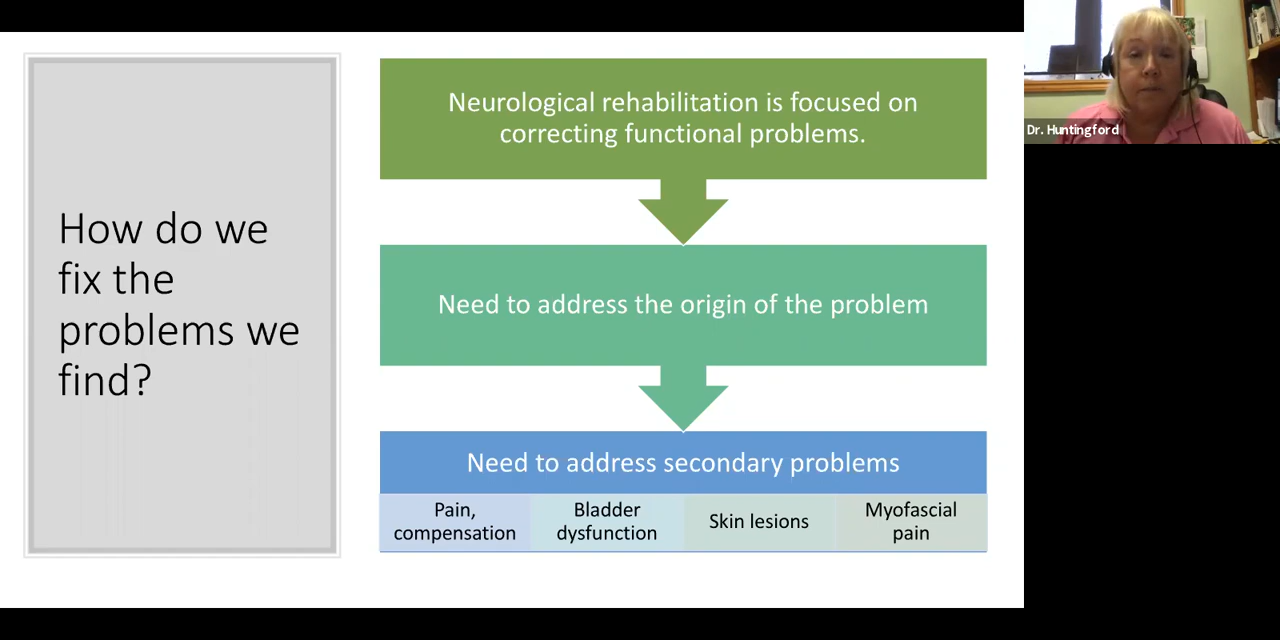 How do we
fix the
problems we
find?
Neurological rehabilitation is focused on
correcting functional problems.
Need to address the origin of the problem
Need to address secondary problems
Pain,
compensation
Bladder
dysfunction
Skin lesions
Myofascial
pain
Dr. Huntingford